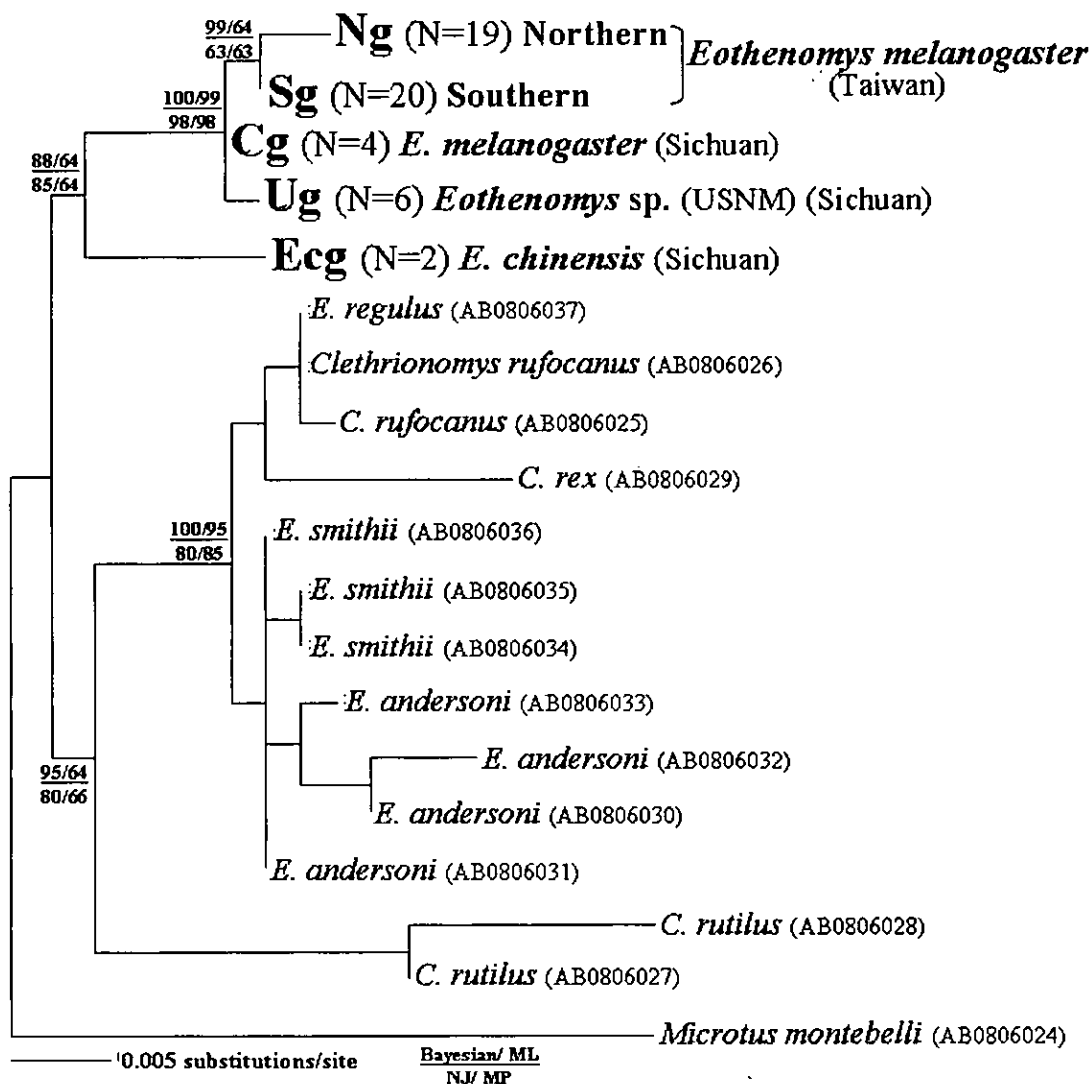 99/64
63/63
Ng (N=19) Northern
Eothenomys melanogaster
(Taiwan)
Sg (N=20) Southern
100/99
98/98
Cg (N=4) E. melanogaster (Sichuan)
88/64
85/64
Ug (N=6) Eothenomys sp. (USNM) (Sichuan)
Ecg (N=2) E. chinensis (Sichuan)
E. regulus (AB0806037)
Clethrionomys rufocanus (AB0806026)
C. rufocanus (AB0806025)
C. rex (AB0806029)
100/95
80/85
E. smithii (AB0806036)
E. smithii (AB0806035)
E. smithii (AB0806034)
E. andersoni (AB0806033)
E. andersoni (AB0806032)
95/64
80/66
E. andersoni (AB0806030)
E. andersoni (AB0806031)
C. rutilus (AB0806028)
C. rutilus (AB0806027)
Microtus montebelli (AB0806024)
0.005 substitutions/site
Bayesian/ ML
NJ/ MP